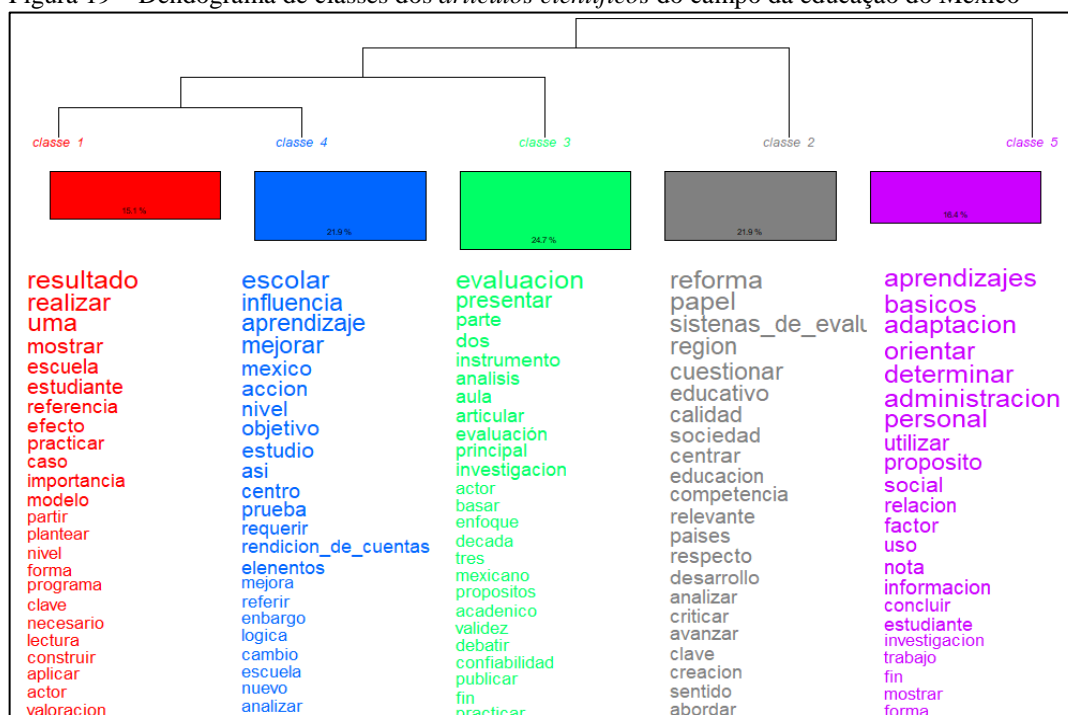 Figura 19 – Dendograma de classes dos artículos científicos do campo da educação do México
classe 1
classe 4
classe 3
classe 2
classe 5
15,1 %
21.9 %
24.7 %
21.9 %
16.4 %
resultado
realizar
uma
mostrar
escuela
estudiante
referencia
efecto
practicar
caso
importancia
modelo
partir
plantear
nivel
forma
programa
clave
necesario
lectura
construir
aplicar
actor
valoracion
escolar
influencia
aprendizaje
mejorar
mexico
accion
nivel
objetivo
estudio
asi
centro
prueba
requerir
rendicion_de_cuentas
elenentos
mejora
referir
enbargo
logica
cambio
escuela
nuevo
analizar
evaluacion
presentar
parte
dos
instrumento
analisis
aula
articular
evaluación
principal
investigacion
actor
basar
enfoque
decada
tres
mexicano
propositos
acadenico
validez
debatir
confiabilidad
publicar
fin
practicar
reforma
papel
sistenas_de_evalu
region
cuestionar
educativo
calidad
sociedad
centrar
educacion
competencia
relevante
paises
respecto
desarrollo
analizar
criticar
avanzar
clave
creacion
sentido
abordar
aprendizajes
basicos
adaptacion
orientar
determinar
administracion
personal
utilizar
proposito
social
relacion
factor
uso
nota
informacion
concluir
estudiante
investigacion
trabajo
fin
mostrar
forma